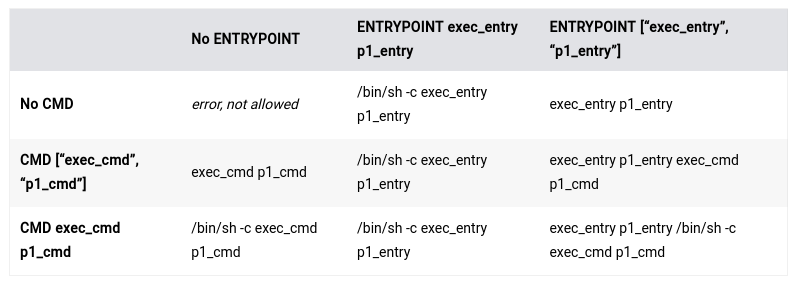 No ENTRYPOINT
ENTRYPOINT exec_entry
p1_entry
ENTRYPOINT [“exec_entry”,
“p1_entry”]
No CMD
error, not allowed
/bin/sh -c exec_entry
p1_entry
exec_entry p1_entry
CMD [“exec_cmd”,
“p1_cmd”]
exec_cmd p1_cmd
/bin/sh -c exec_entry
p1_entry
exec_entry p1_entry exec_cmd
p1_cmd
CMD exec_cmd
p1_cmd
/bin/sh -c exec_cmd
p1_cmd
/bin/sh -c exec_entry
p1_entry
exec_entry p1_entry /bin/sh -c
exec_cmd p1_cmd